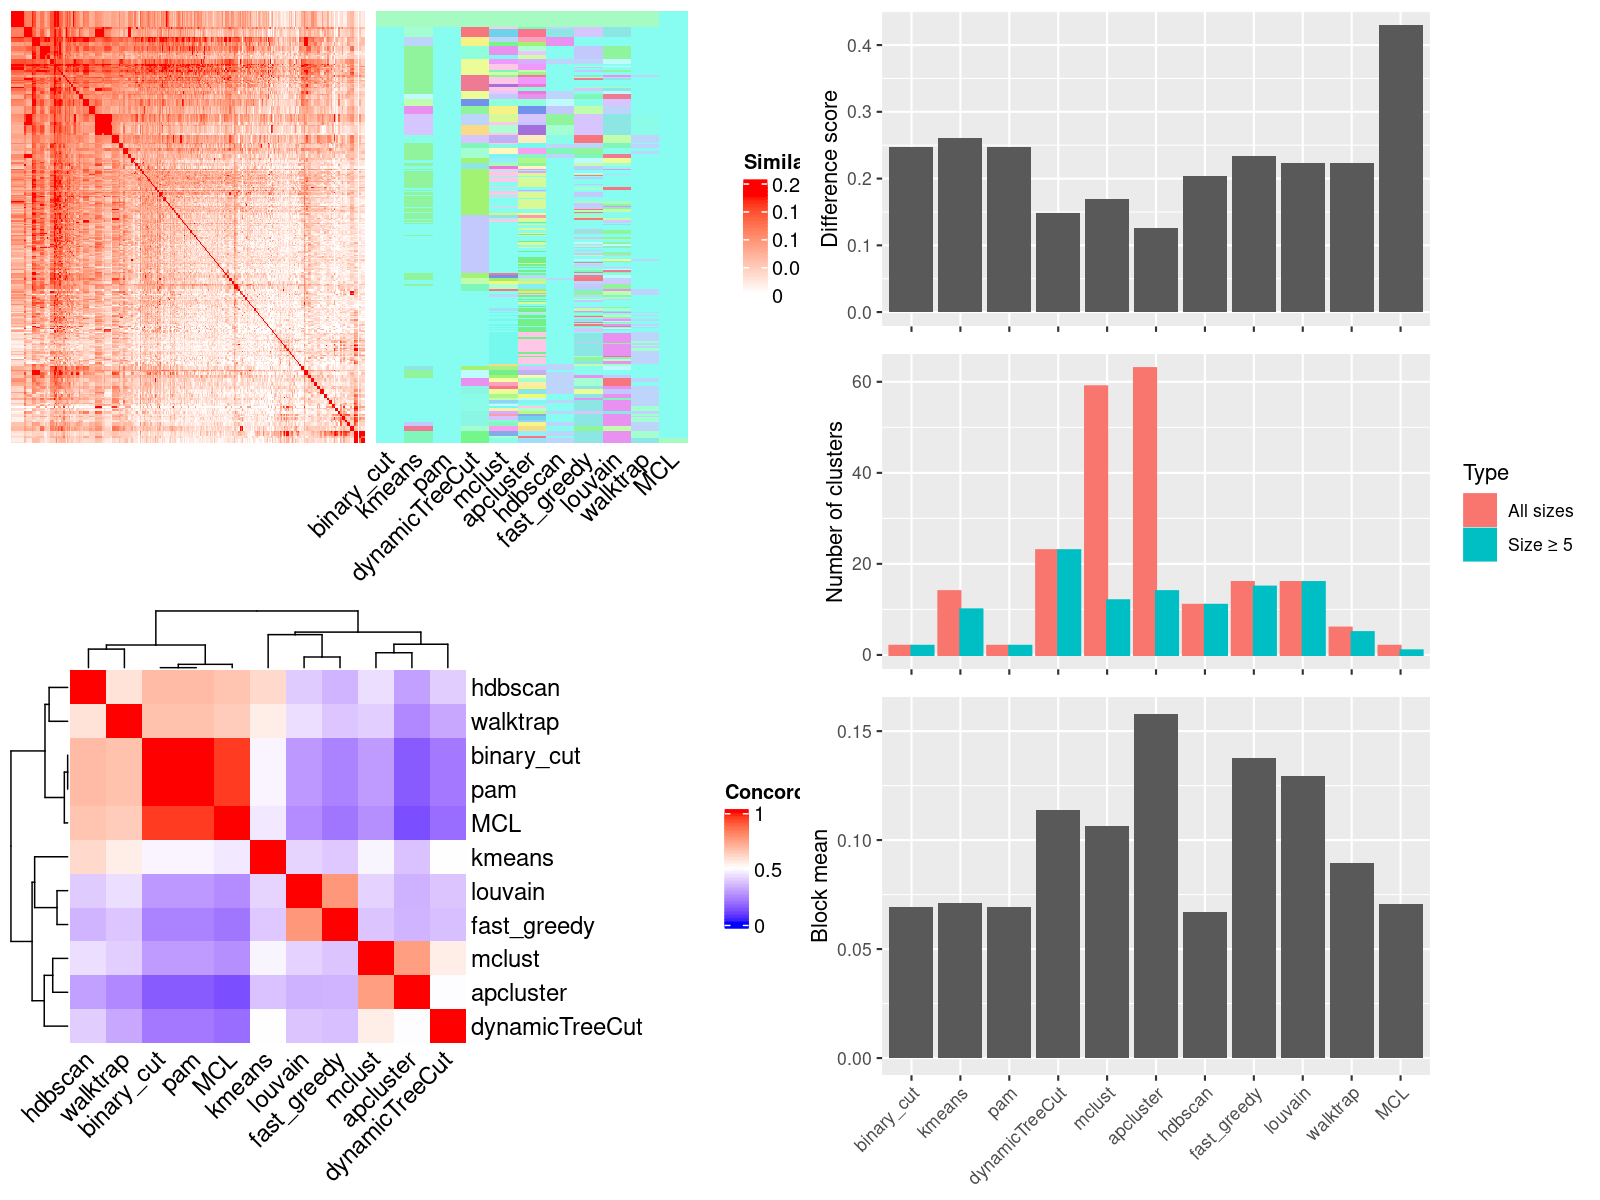 Simila
0.2
0.1
0.1
0.0
0
binary_cut
kmeans
pam
dynamicTreeCut
mclust
apcluster
hdbscan
fast_greedy
louvain
walktrap
MCL
hdbscan
walktrap
binary_cut
pam
MCL
kmeans
louvain
fast_greedy
mclust
apcluster
dynamicTreeCut
hdbscan
walktrap
binary_cut
pam
MCL
kmeans
louvain
fast_greedy
mclust
apcluster
dynamicTreeCut
Concord
1
0.5
0
Difference score
0.4
0.3
0.2
0.1
0.0
Number of clusters
60
40
20
0
Type
All sizes
Size ≥ 5
Block mean
0.15
0.10
0.05
0.00
binary_cut
kmeans
pam
dynamicTreeCut
mclust
apcluster
hdbscan
fast_greedy
louvain
walktrap
MCL